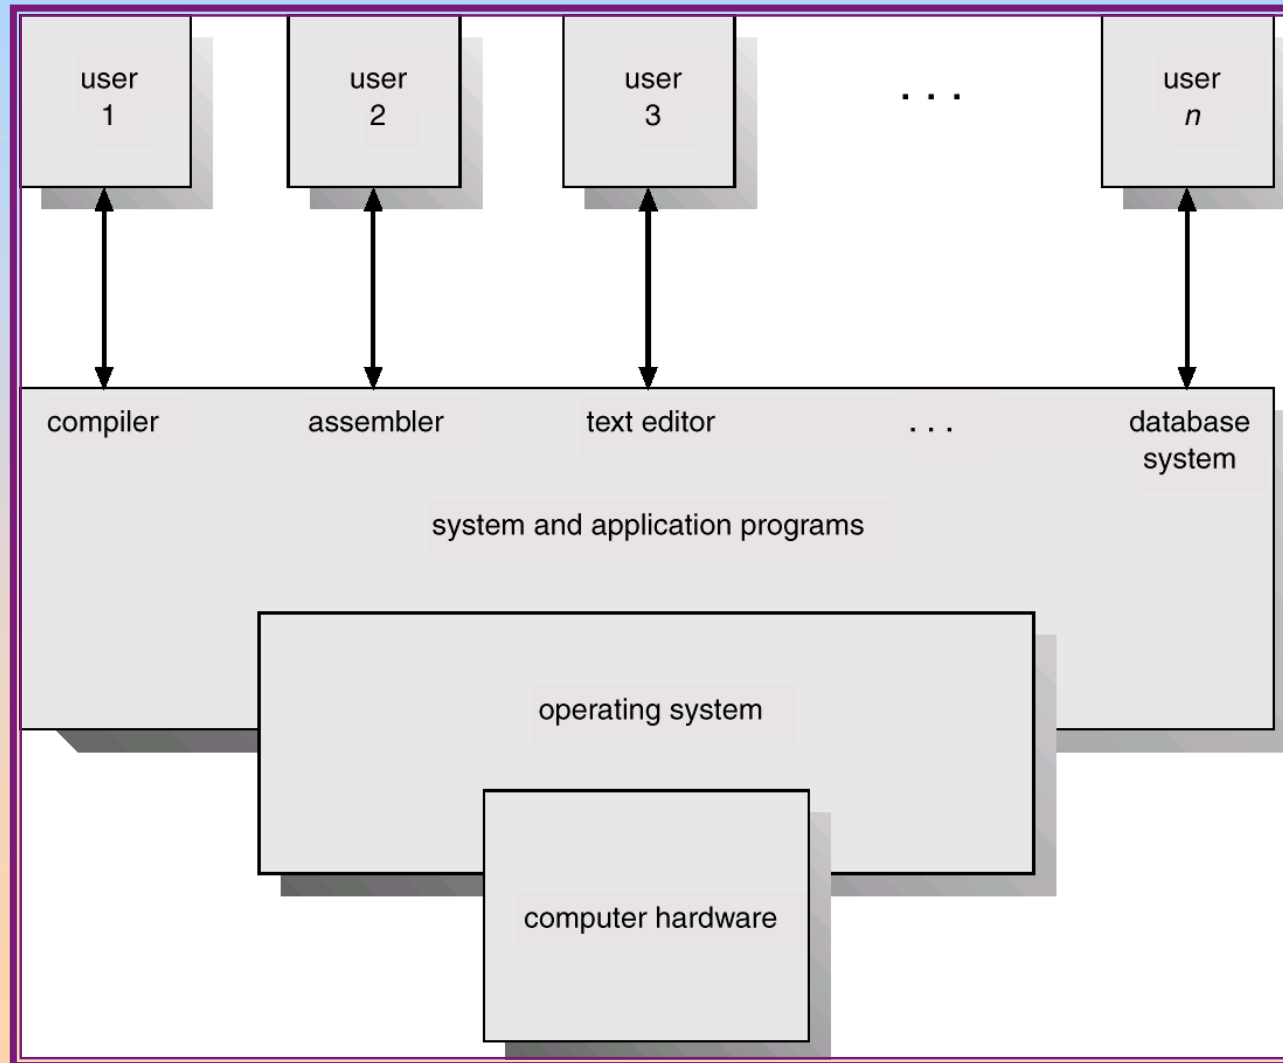 user
1
user
2
user
3
. . .
user
n
compiler
assembler
text editor
. . .
database
system
system and application programs
operating system
computer hardware